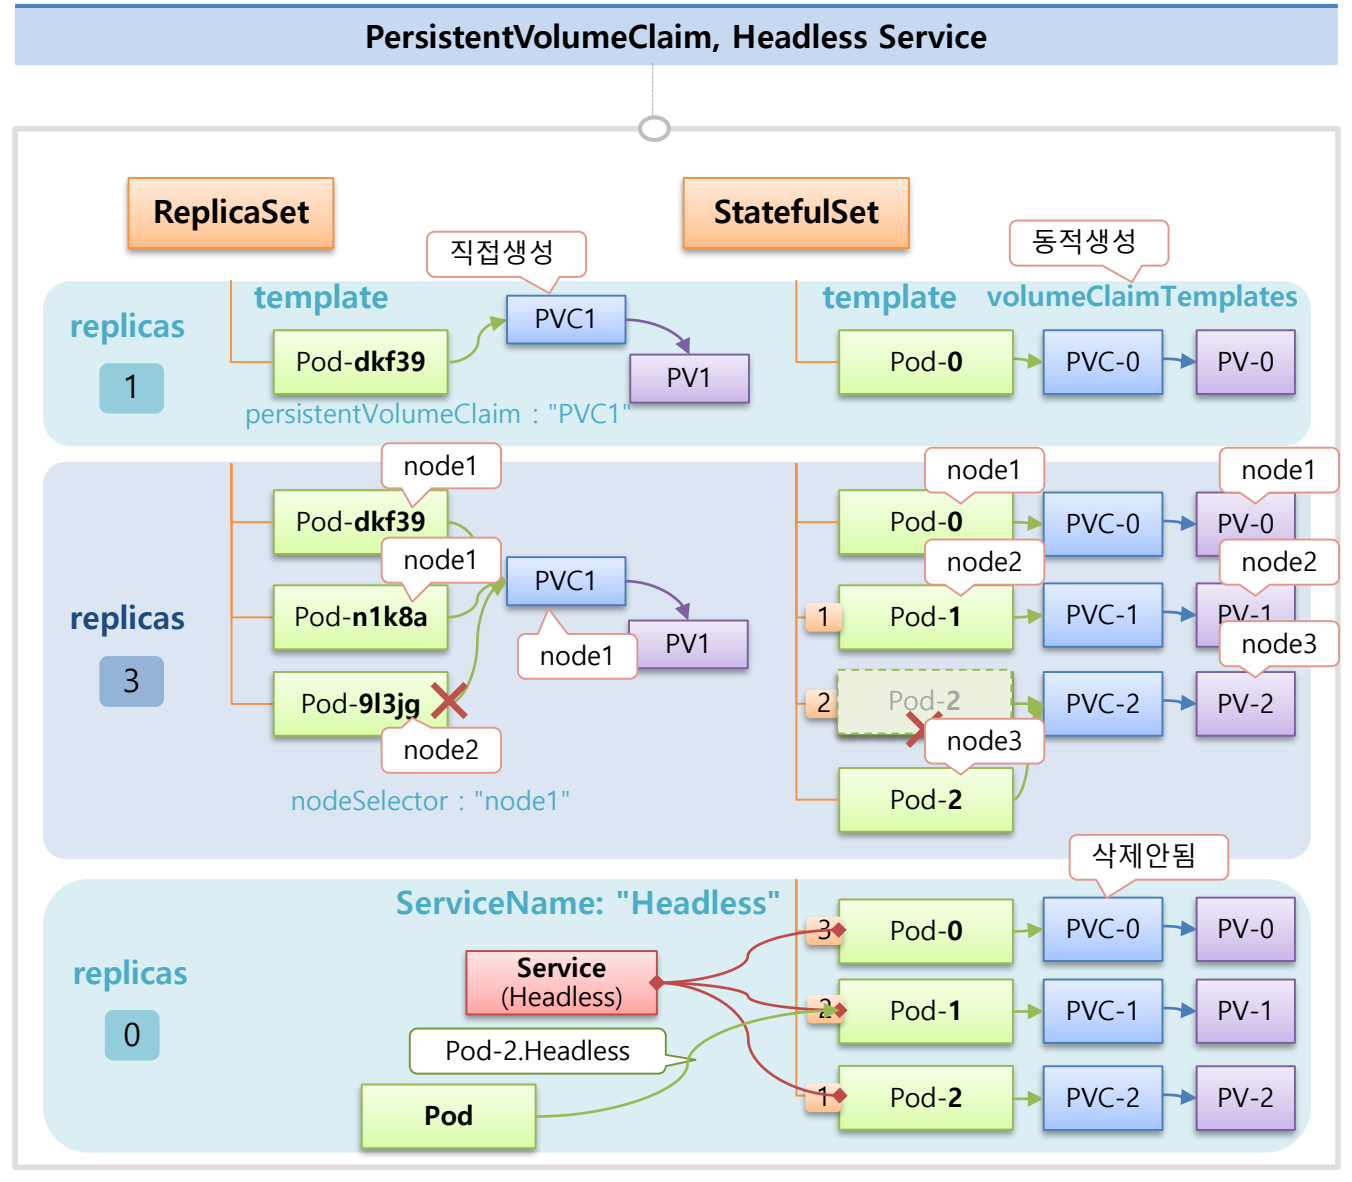 PersistentVolumeClaim, Headless Service
ReplicaSet
StatefulSet
직접생성
동적생성
template
template
volumeClaimTemplates
replicas
1
Pod-dkf39
PVC1
PV1
persistentVolumeClaim : "PVC1"
Pod-0
PVC-0
PV-0
replicas
3
node1
Pod-dkf39
node1
Pod-n1k8a
Pod-9l3jg
node2
PVC1
node1
PV1
nodeSelector : "node1"
node1
Pod-0
PVC-0
node1
PV-0
node2
1
Pod-1
PVC-1
node2
PV-1
2
Pod-2
node3
PVC-2
node3
PV-2
Pod-2
삭제안됨
replicas
0
ServiceName: "Headless"
Service
(Headless)
Pod-2.Headless
Pod
3
Pod-0
PVC-0
PV-0
2
Pod-1
PVC-1
PV-1
1
Pod-2
PVC-2
PV-2